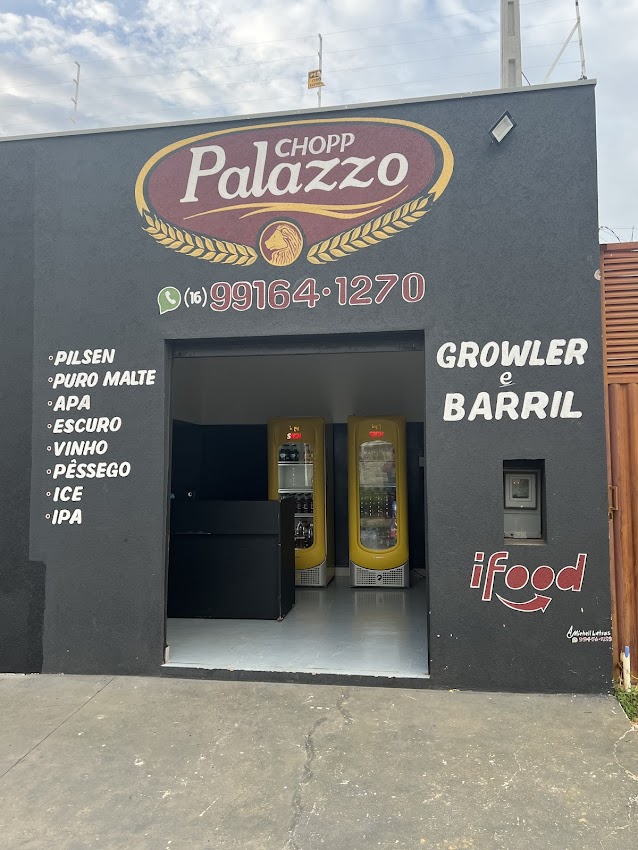 CHOPP
Palazzo
(16) 99164-1270
PILSEN
PURO MALTE
APA
ESCURO
VINHO
PÊSSEGO
ICE
IPA
GROWLER
e
BARRIL
ifood